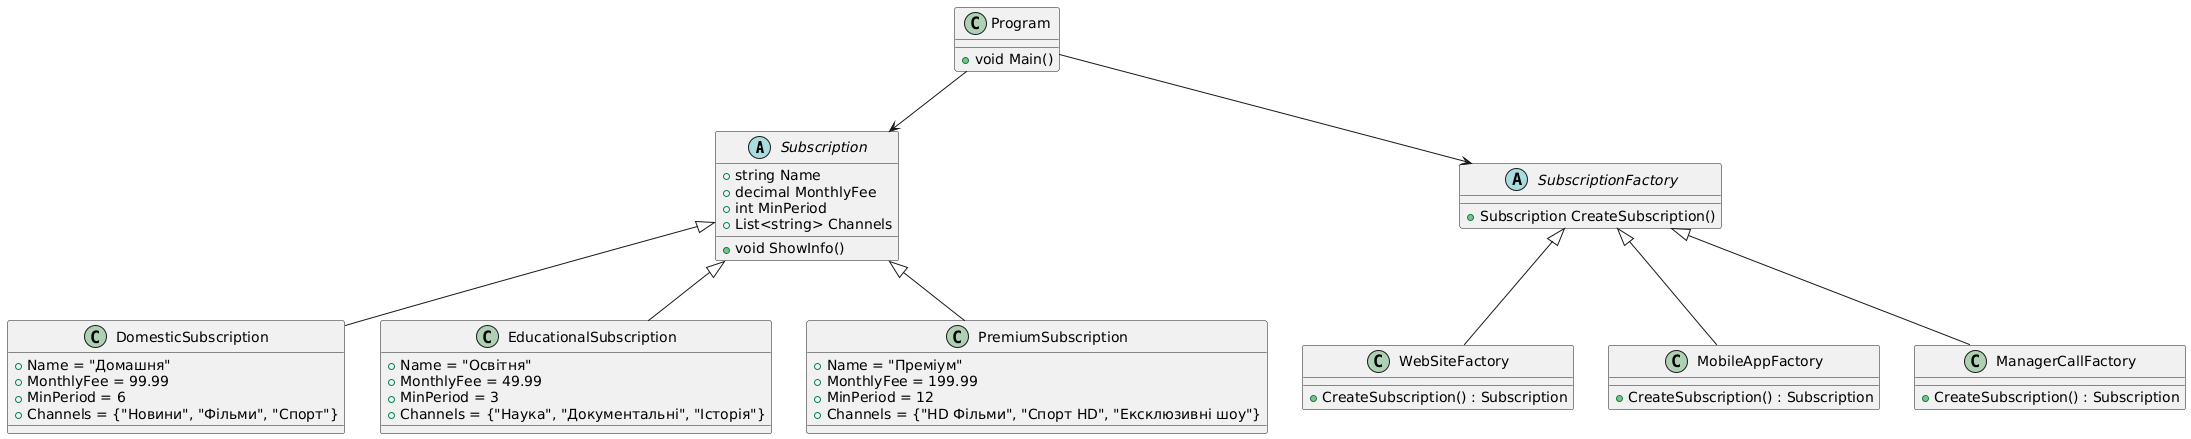 C Program
void Main()
A Subscription
string Name
decimal MonthlyFee
int MinPeriod
List<string> Channels
void ShowInfo()
A SubscriptionFactory
Subscription CreateSubscription()
C DomesticSubscription
Name = "Домашня"
MonthlyFee = 99.99
MinPeriod = 6
Channels = {"Новини", "Фільми", "Спорт"}
C EducationalSubscription
Name = "Освітня"
MonthlyFee = 49.99
MinPeriod = 3
Channels = {"Наука", "Документальні", "Історія"}
C PremiumSubscription
Name = "Преміум"
MonthlyFee = 199.99
MinPeriod = 12
Channels = {"HD Фільми", "Спорт HD", "Ексклюзивні шоу"}
C WebSiteFactory
CreateSubscription() : Subscription
C MobileAppFactory
CreateSubscription() : Subscription
C ManagerCallFactory
CreateSubscription() : Subscription